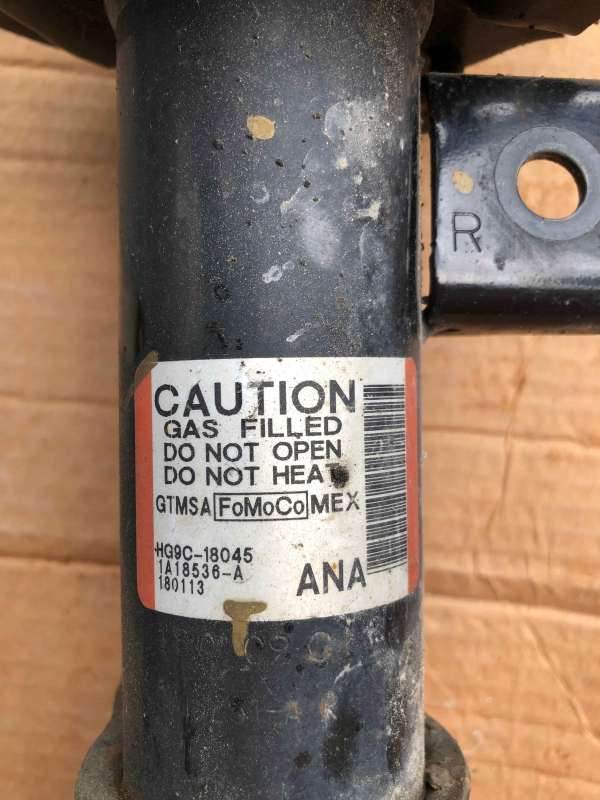 R
CAUTION
GAS FILLED
DO NOT OPEN
DO NOT HEAT
GTMSA FoMoCo MEX
HG9C-18045
1A18536-A
180113
ANA